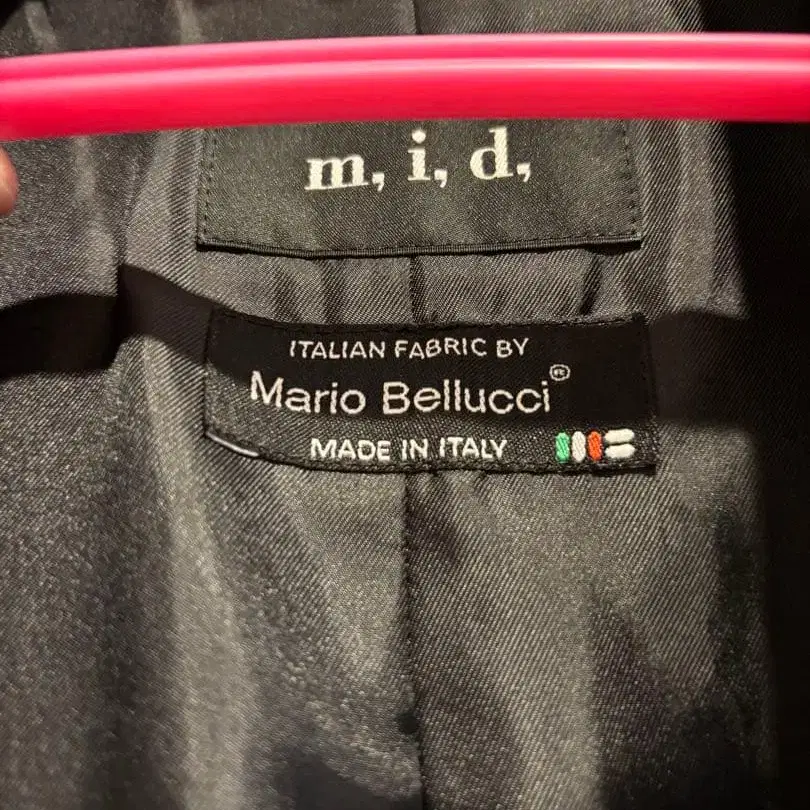 m, i, d,
ITALIAN FABRIC BY
Mario Bellucci®
MADE IN ITALY